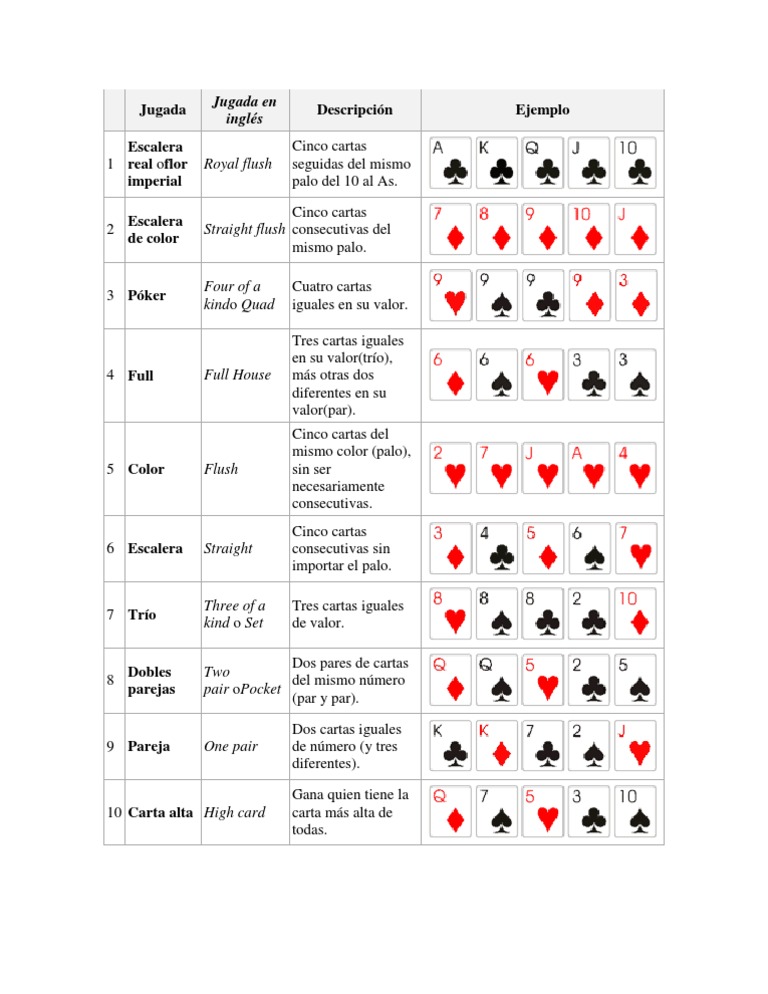 Jugada
Jugada en
inglés
Descripción
Ejemplo
1
Escalera
real oflor
imperial
Royal flush
Cinco cartas
seguidas del mismo
palo del 10 al As.
A K Q J 10
2
Escalera
de color
Straight flush
Cinco cartas
consecutivas del
mismo palo.
7 8 9 10 J
3
Póker
Four of a
kindo Quad
Cuatro cartas
iguales en su valor.
9 9 9 9 3
4
Full
Full House
Tres cartas iguales
en su valor(trío),
más otras dos
diferentes en su
valor(par).
6 6 6 3 3
5
Color
Flush
Cinco cartas del
mismo color (palo),
sin ser
necesariamente
consecutivas.
2 7 J A 4
6
Escalera
Straight
Cinco cartas
consecutivas sin
importar el palo.
3 4 5 6 7
7
Trío
Three of a
kind o Set
Tres cartas iguales
de valor.
8 8 8 2 10
8
Dobles
parejas
Two
pair oPocket
Dos pares de cartas
del mismo número
(par y par).
Q Q 5 2 5
9
Pareja
One pair
Dos cartas iguales
de número (y tres
diferentes).
K K 7 2 J
10
Carta alta
High card
Gana quien tiene la
carta más alta de
todas.
Q 7 5 3 10